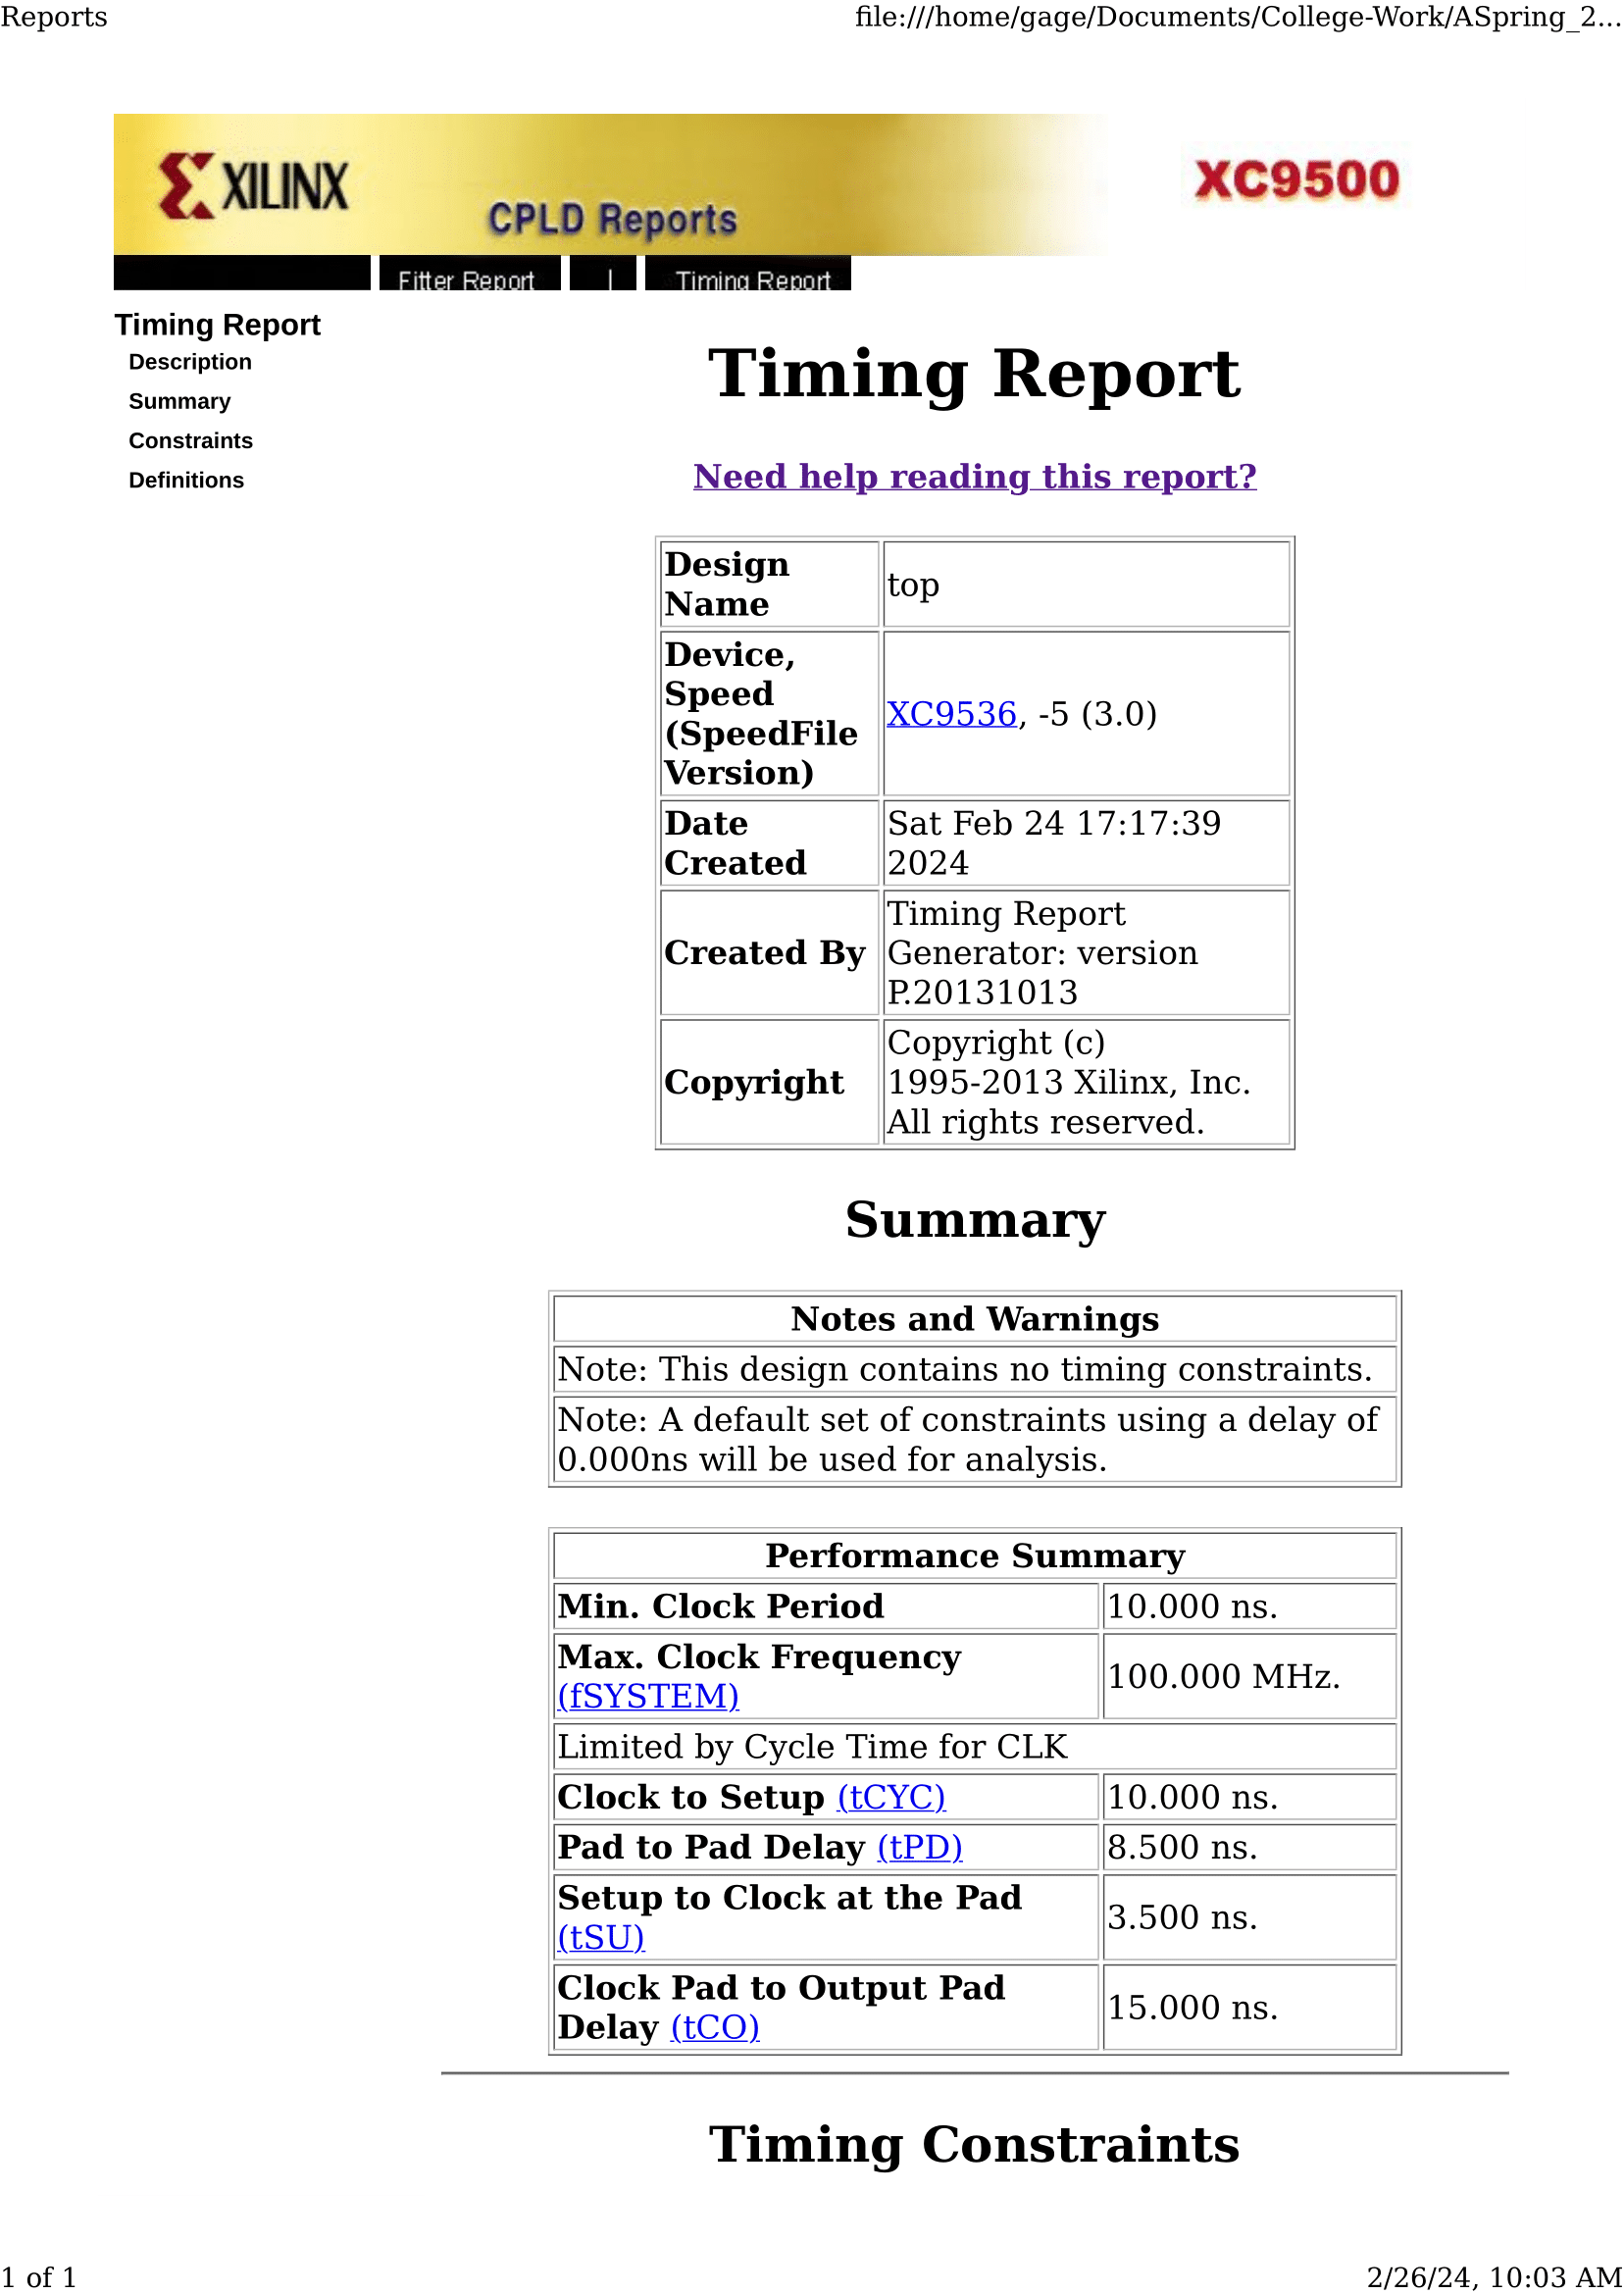 Reports
file:///home/gage/Documents/College-Work/ASpring_2...
XILINX
CPLD Reports
XC9500
Fitter Report
|
Timing Report
Timing Report
Description
Summary
Constraints
Definitions
Timing Report
Need help reading this report?
Design
Name
top
Device,
Speed
(SpeedFile
Version)
XC9536, -5 (3.0)
Date
Created
Sat Feb 24 17:17:39
2024
Created By
Timing Report
Generator: version
P.20131013
Copyright
Copyright (c)
1995-2013 Xilinx, Inc.
All rights reserved.
Summary
Notes and Warnings
Note: This design contains no timing constraints.
Note: A default set of constraints using a delay of
0.000ns will be used for analysis.
Performance Summary
Min. Clock Period
10.000 ns.
Max. Clock Frequency
(fSYSTEM)
100.000 MHz.
Limited by Cycle Time for CLK
Clock to Setup (tCYC)
10.000 ns.
Pad to Pad Delay (tPD)
8.500 ns.
Setup to Clock at the Pad
(tSU)
3.500 ns.
Clock Pad to Output Pad
Delay (tCO)
15.000 ns.
Timing Constraints
1 of 1
2/26/24, 10:03 AM